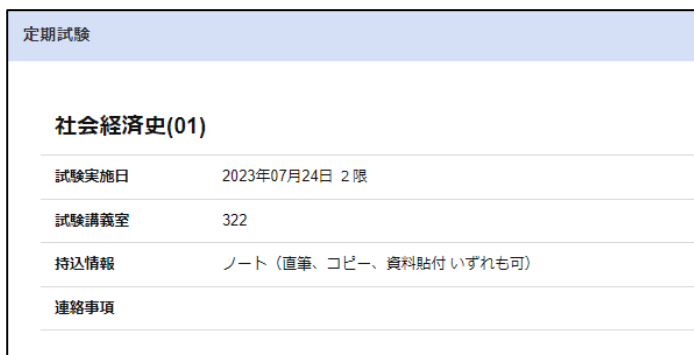 定期試験
社会経済史(01)
試験実施日 2023年07月24日 2限
試験講義室 322
持込情報 ノート（直筆、コピー、資料貼付 いずれも可）
連絡事項